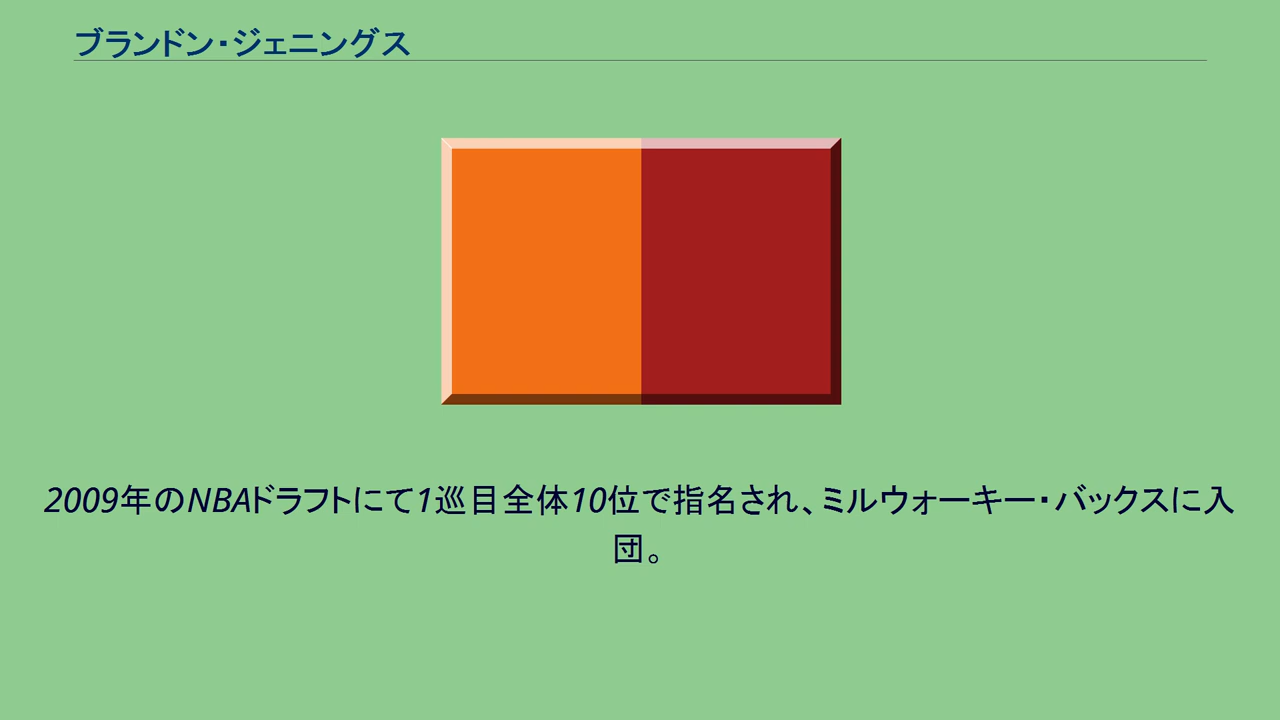 ブランドン・ジェニングス
2009年のNBAドラフトにて1巡目全体10位で指名され、ミルウォーキー・バックスに入
団。